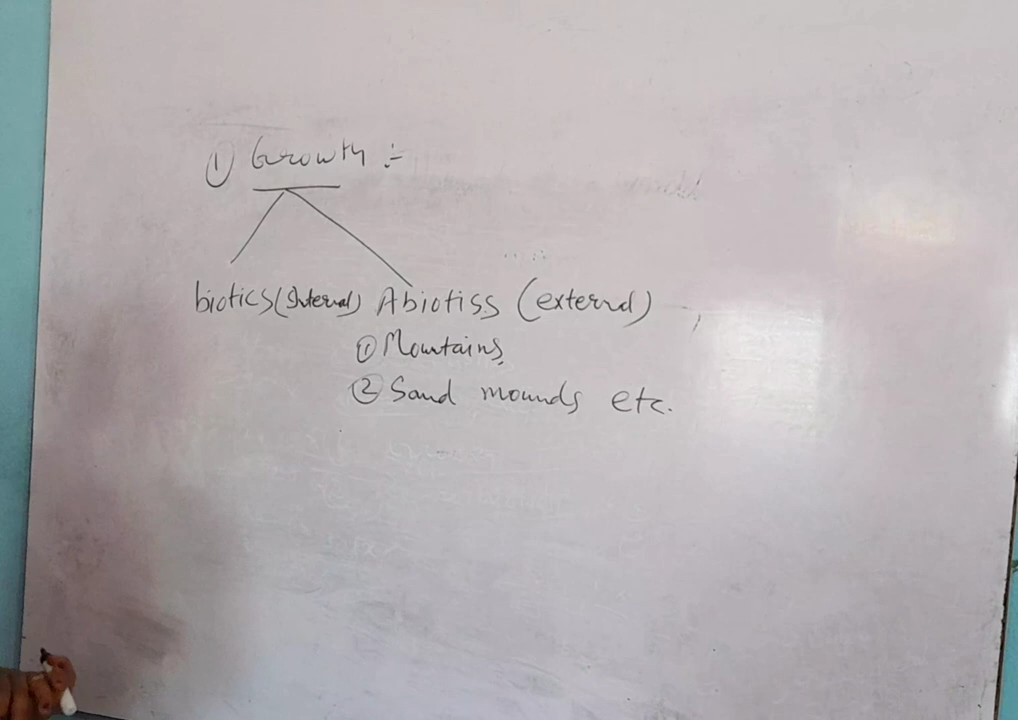 ① Growth :-
biotics (Internal) Abiotiss (external)
① Mountains,
② Sand mounds etc.